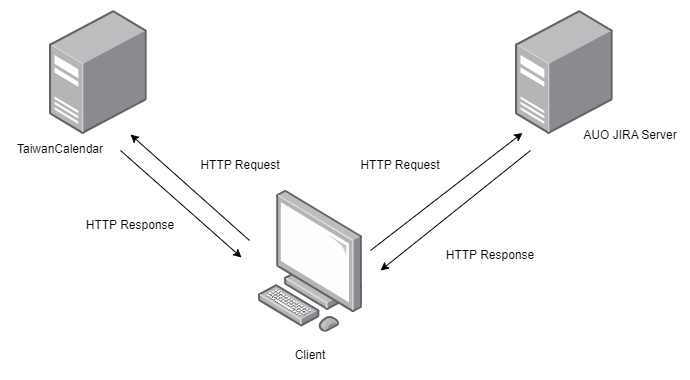 TaiwanCalendar
AUO JIRA Server
HTTP Request
HTTP Request
HTTP Response
HTTP Response
Client